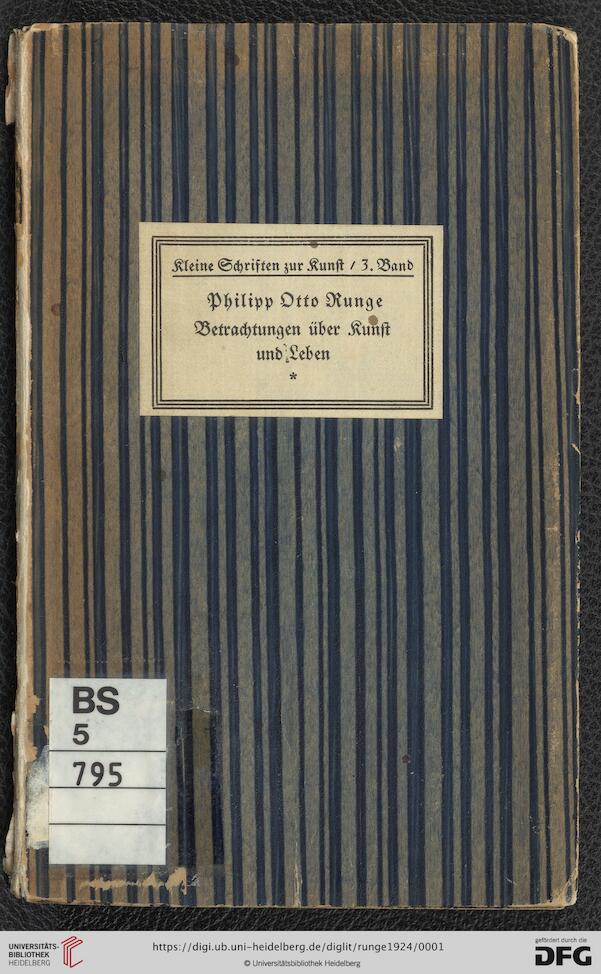 Kleine Schriften zur Kunst / 3. Band
Philipp Otto Runge
Betrachtungen über Kunst
und Leben
*
BS
5
795
UNIVERSITÄTS-
BIBLIOTHEK
HEIDELBERG
https://digi.ub.uni-heidelberg.de/diglit/runge1924/0001
© Universitätsbibliothek Heidelberg
gefördert durch die
DFG